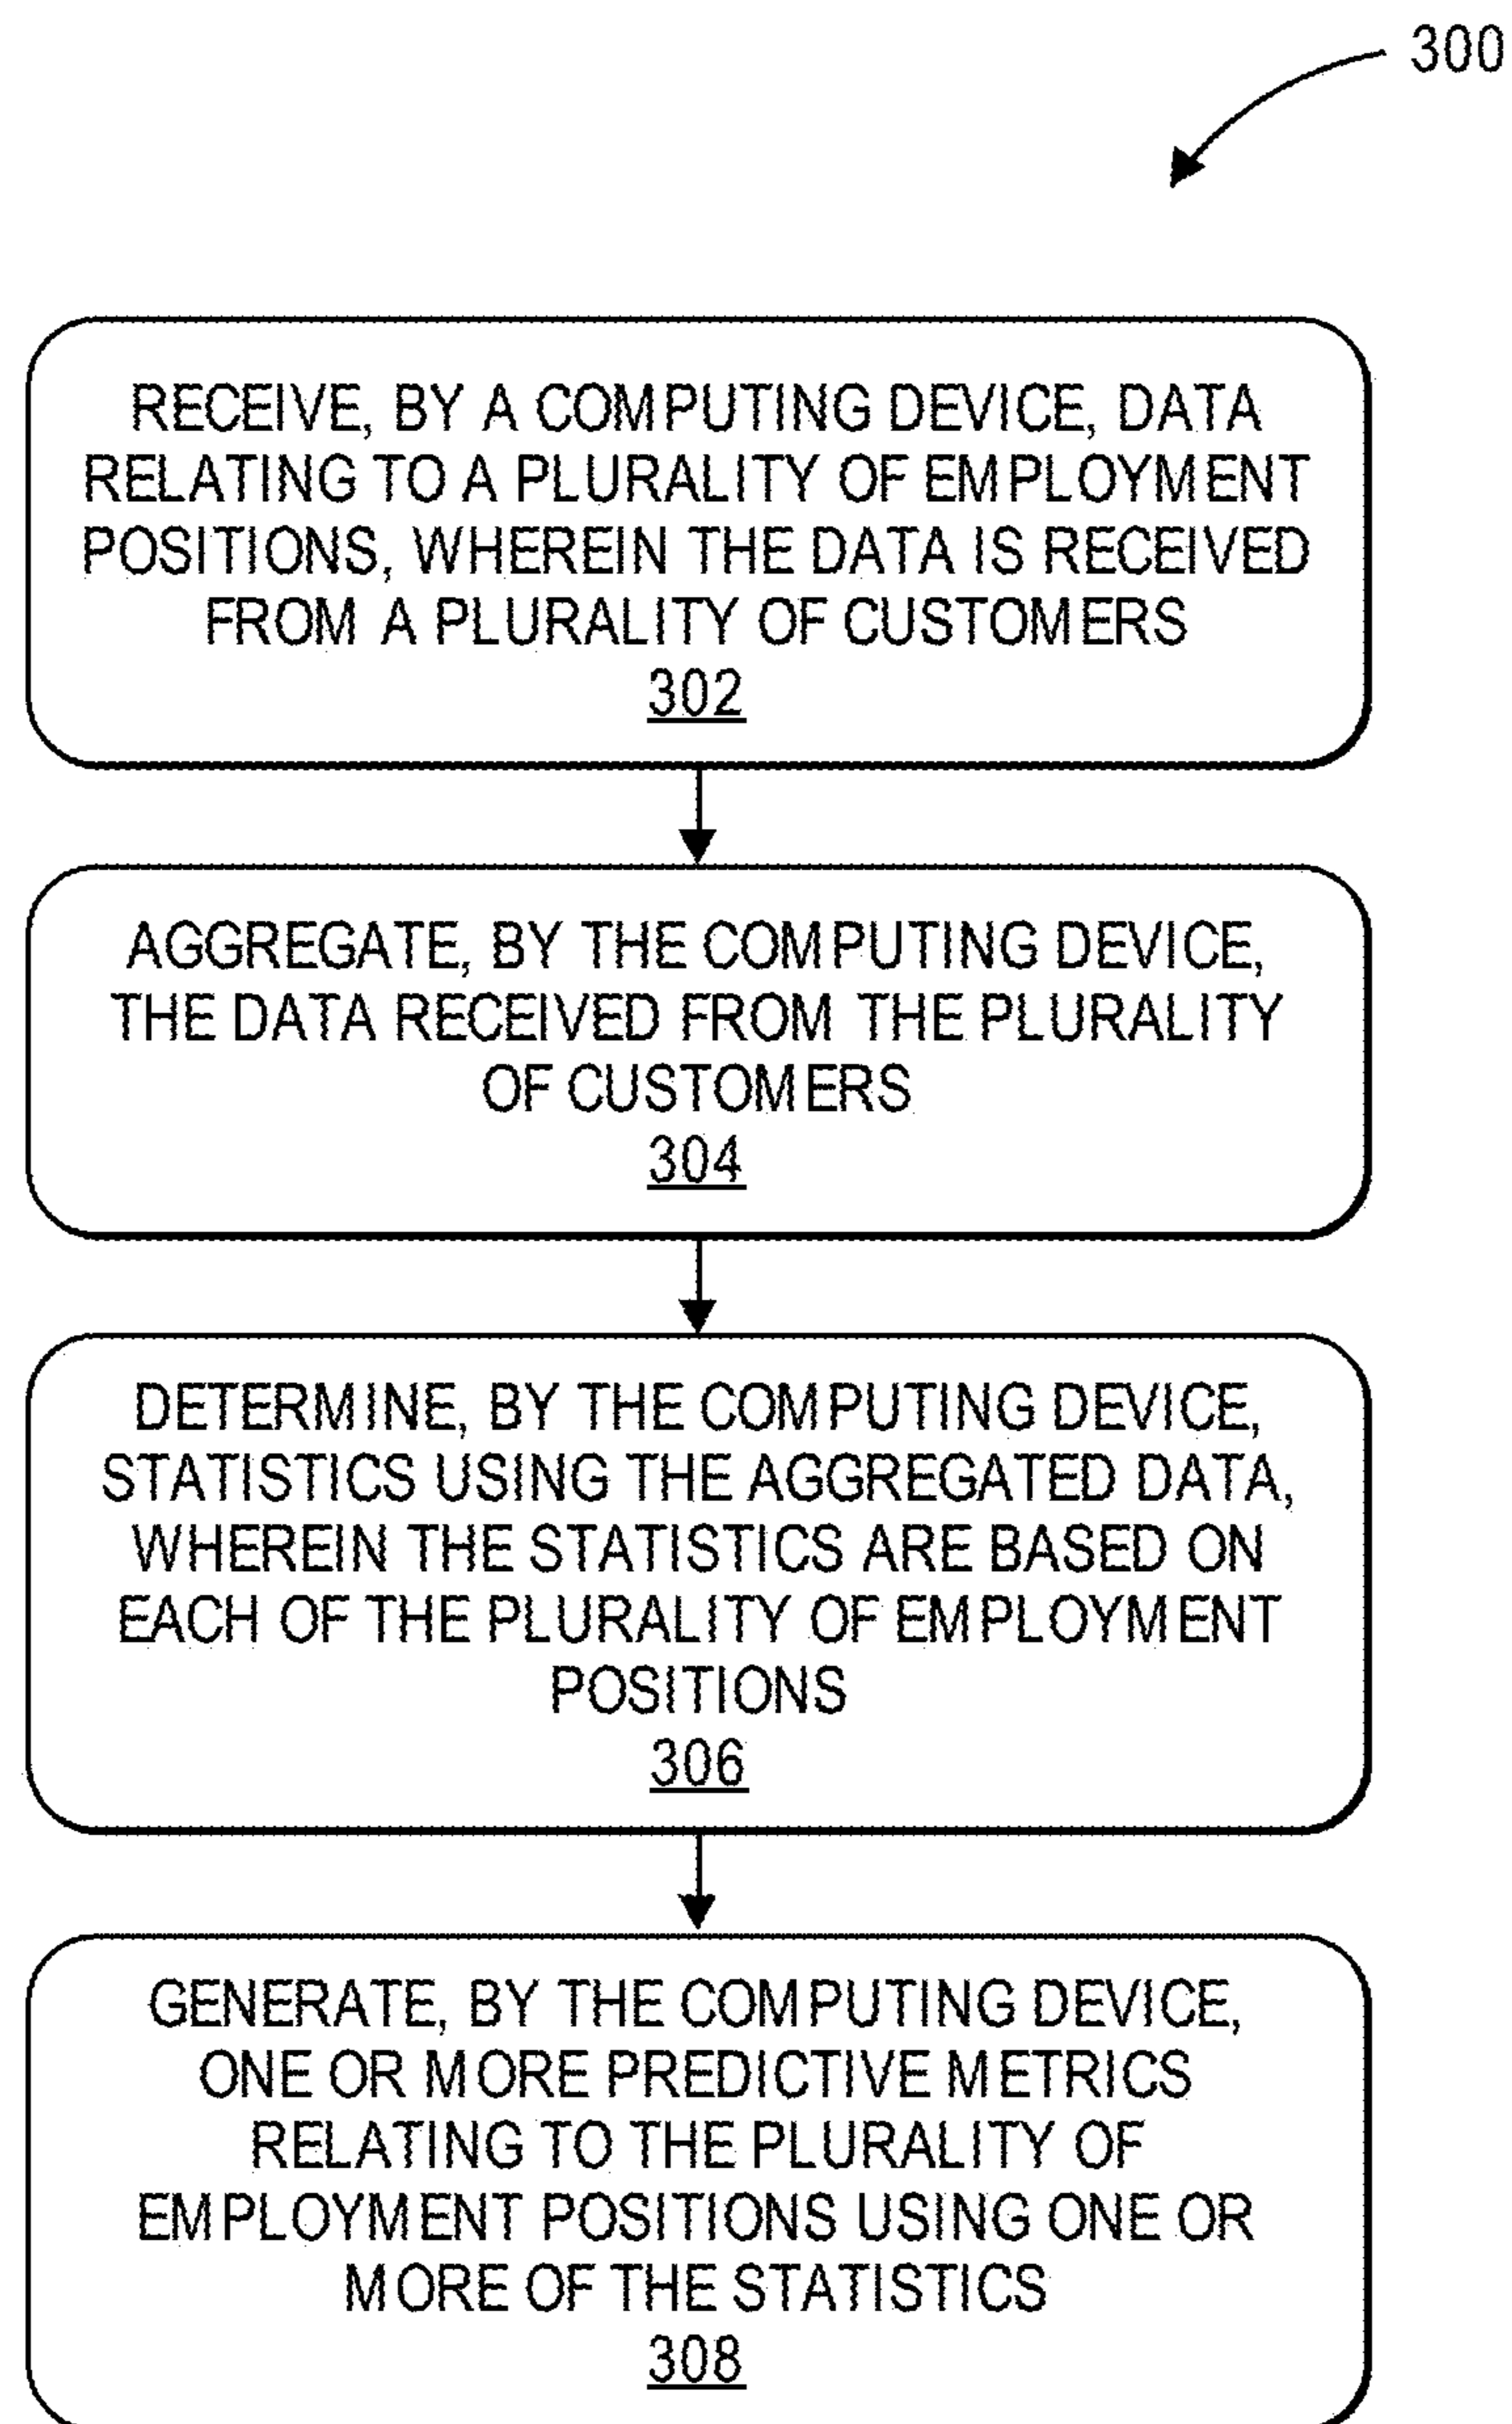 300
RECEIVE, BY A COMPUTING DEVICE, DATA
RELATING TO A PLURALITY OF EMPLOYMENT
POSITIONS, WHEREIN THE DATA IS RECEIVED
FROM A PLURALITY OF CUSTOMERS
302
AGGREGATE, BY THE COMPUTING DEVICE,
THE DATA RECEIVED FROM THE PLURALITY
OF CUSTOMERS
304
DETERMINE, BY THE COMPUTING DEVICE,
STATISTICS USING THE AGGREGATED DATA,
WHEREIN THE STATISTICS ARE BASED ON
EACH OF THE PLURALITY OF EMPLOYMENT
POSITIONS
306
GENERATE, BY THE COMPUTING DEVICE,
ONE OR MORE PREDICTIVE METRICS
RELATING TO THE PLURALITY OF
EMPLOYMENT POSITIONS USING ONE OR
MORE OF THE STATISTICS
308